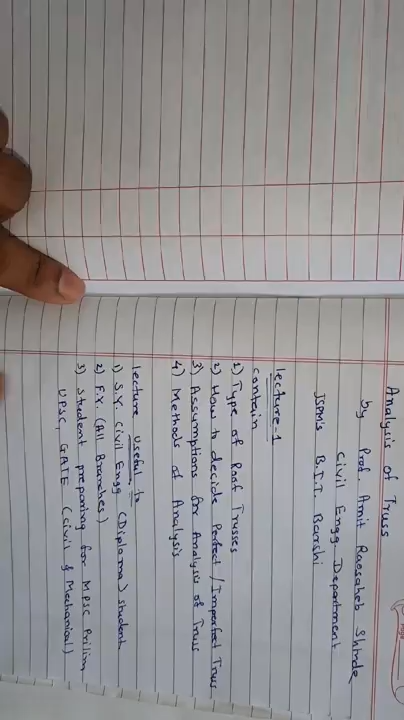 Analysis of Truss
by Prof. Amit Raosaheb Shinde
Civil Engg Department
JSPM's B.I.T Barshi
lecture-1
contain
1) Type of Roof Trusses
2) How to decide Perfect / Imperfect Truss
3) Assumptions for Analysis of Truss
4) Methods of Analysis
lecture useful to
1) S.Y. Civil Engg (Diploma) student
2) F.Y. (All Branches)
3) Student preparing for MPSC Prilim
UPSC, GATE (Civil & Mechanical)